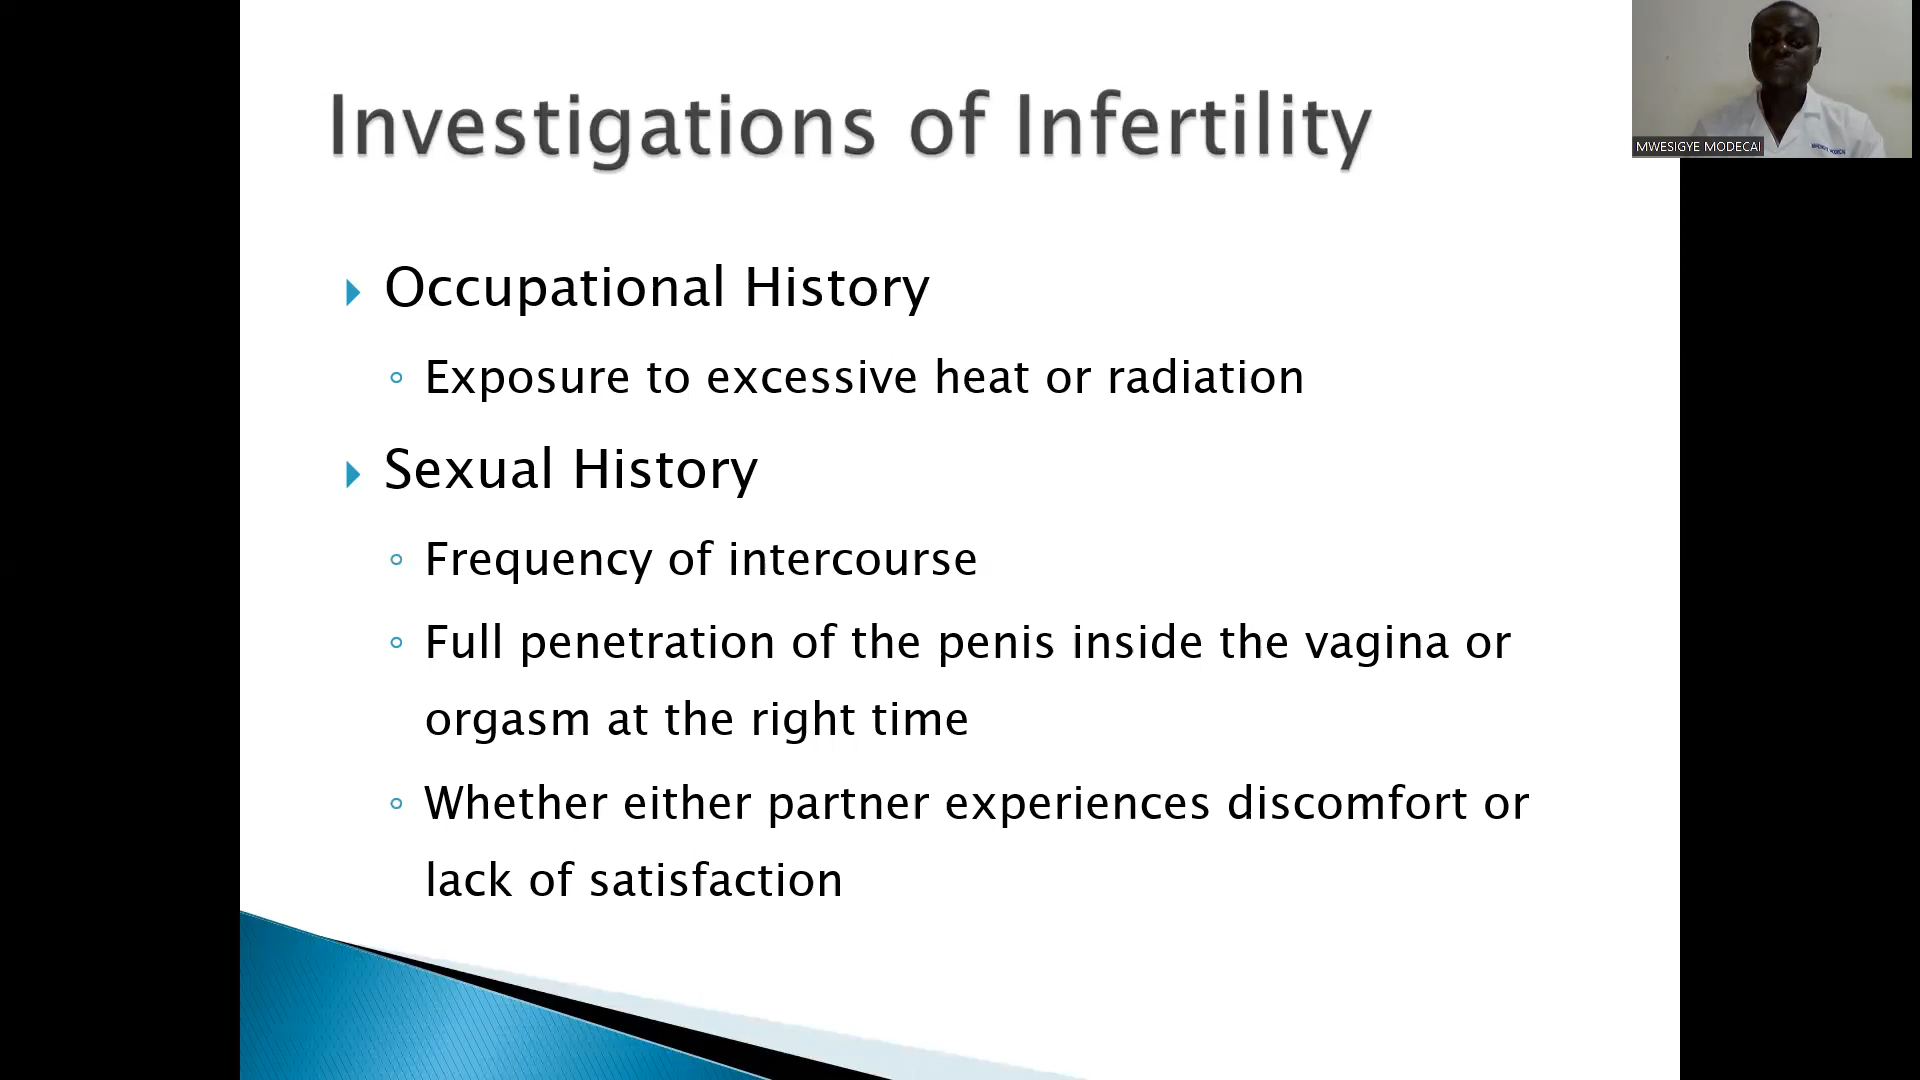 Investigations of Infertility
MWESIGYE MODECAI
Occupational History
Exposure to excessive heat or radiation
Sexual History
Frequency of intercourse
Full penetration of the penis inside the vagina or
orgasm at the right time
Whether either partner experiences discomfort or
lack of satisfaction